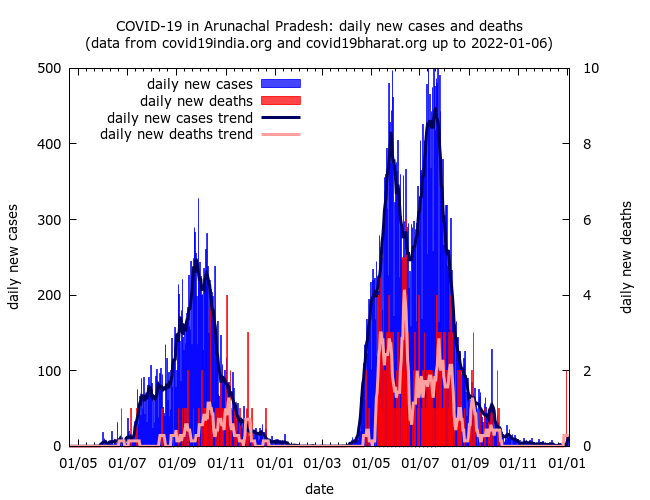 COVID-19 in Arunachal Pradesh: daily new cases and deaths
(data from covid19india.org and covid19bharat.org up to 2022-01-06)
daily new cases
daily new deaths
daily new cases trend
daily new deaths trend
500
400
300
200
100
0
daily new cases
10
8
6
4
2
0
daily new deaths
01/05 01/07 01/09 01/11 01/01 01/03 01/05 01/07 01/09 01/11 01/01
date